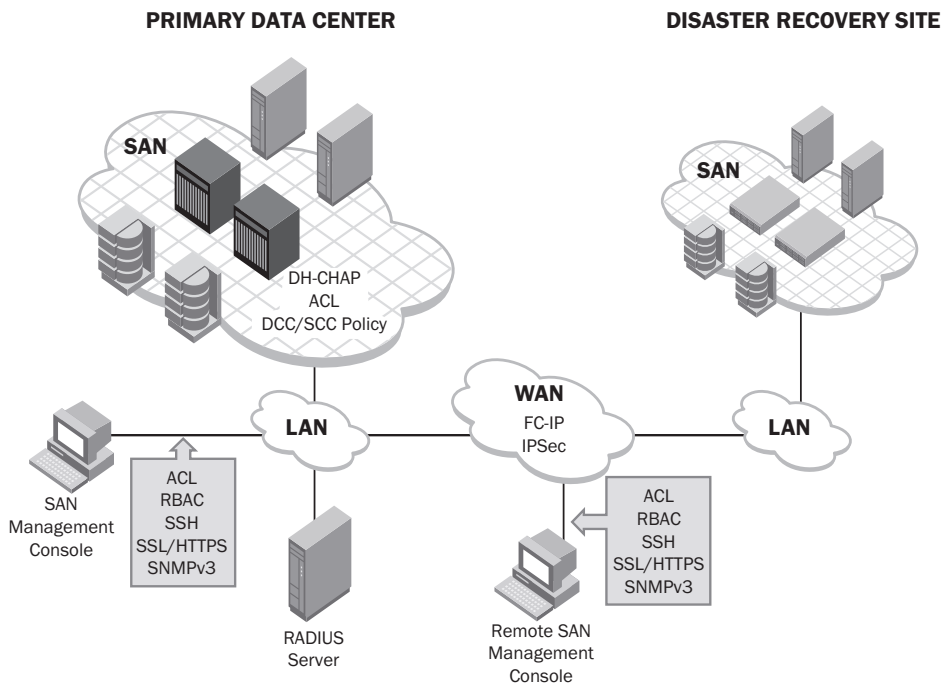 PRIMARY DATA CENTER
DISASTER RECOVERY SITE
SAN
DH-CHAP
ACL
DCC/SCC Policy
SAN
LAN
WAN
FC-IP
IPSec
LAN
SAN
Management
Console
ACL
RBAC
SSH
SSL/HTTPS
SNMPv3
RADIUS
Server
Remote SAN
Management
Console
ACL
RBAC
SSH
SSL/HTTPS
SNMPv3